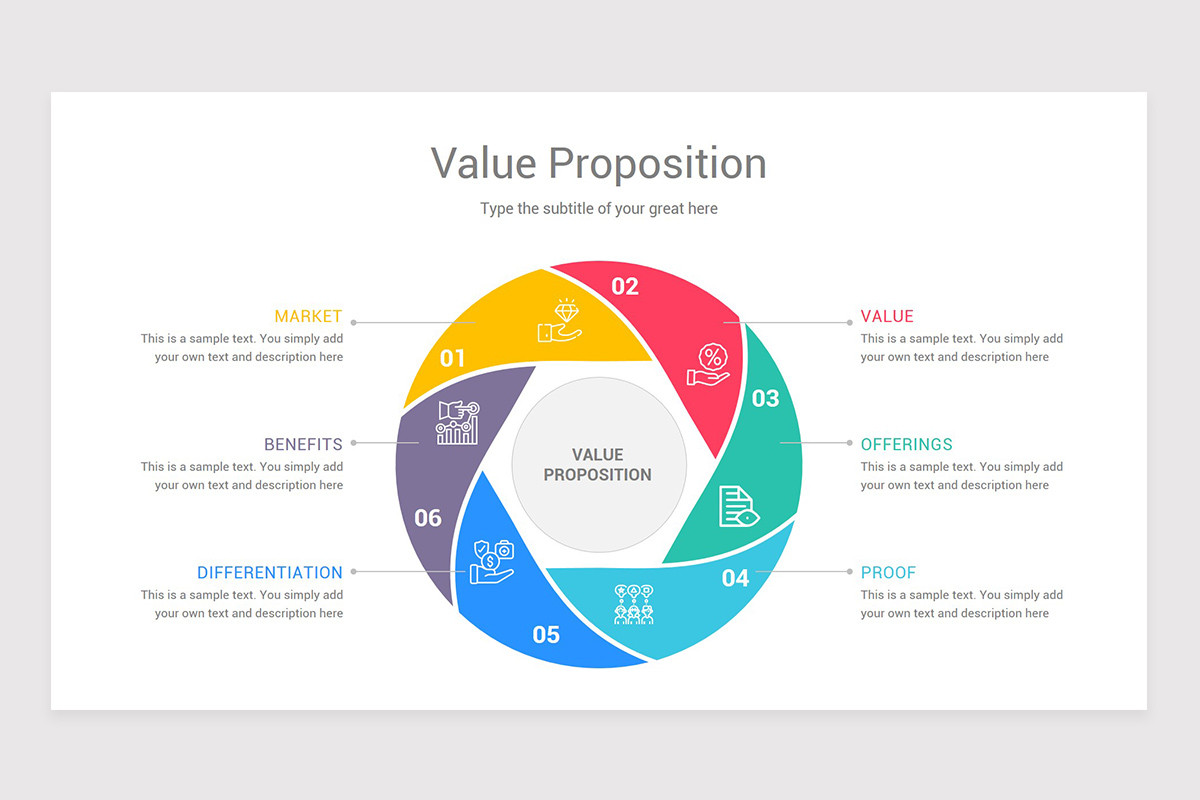 Value Proposition
Type the subtitle of your great here
MARKET
This is a sample text. You simply add
your own text and description here
BENEFITS
This is a sample text. You simply add
your own text and description here
DIFFERENTIATION
This is a sample text. You simply add
your own text and description here
01
02
03
04
05
06
VALUE
PROPOSITION
VALUE
This is a sample text. You simply add
your own text and description here
OFFERINGS
This is a sample text. You simply add
your own text and description here
PROOF
This is a sample text. You simply add
your own text and description here